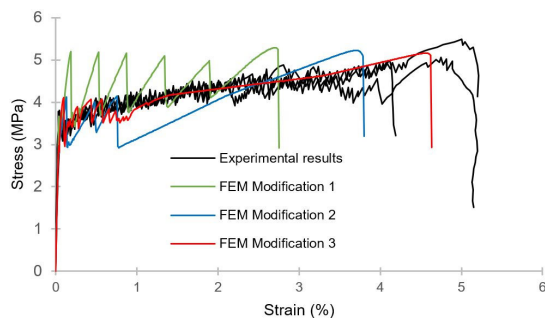 6
5
4
3
2
1
0
Stress (MPa)
Experimental results
FEM Modification 1
FEM Modification 2
FEM Modification 3
0 1 2 3 4 5 6
Strain (%)